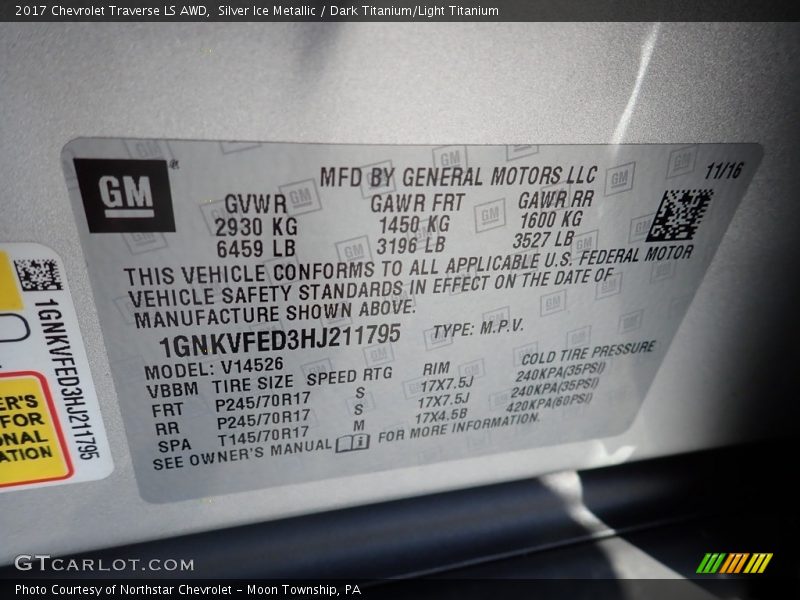 2017 Chevrolet Traverse LS AWD, Silver Ice Metallic / Dark Titanium/Light Titanium
GM
MFD BY GENERAL MOTORS LLC 11/16
GVWR GAWR FRT GAWR RR
2930 KG 1450 KG 1600 KG
6459 LB 3196 LB 3527 LB
THIS VEHICLE CONFORMS TO ALL APPLICABLE U.S. FEDERAL MOTOR
VEHICLE SAFETY STANDARDS IN EFFECT ON THE DATE OF
MANUFACTURE SHOWN ABOVE.
1GNKVFED3HJ211795 TYPE: M.P.V.
MODEL: V14526
VBBM TIRE SIZE SPEED RTG RIM COLD TIRE PRESSURE
FRT P245/70R17 S 17X7.5J 240KPA(35PSI)
RR P245/70R17 S 17X7.5J 240KPA(35PSI)
SPA T145/70R17 M 17X4.5B 420KPA(60PSI)
SEE OWNER'S MANUAL FOR MORE INFORMATION.
1GNKVFED3HJ211795
ER'S
FOR
ONAL
ATION
GTCARLOT.COM
Photo Courtesy of Northstar Chevrolet - Moon Township, PA